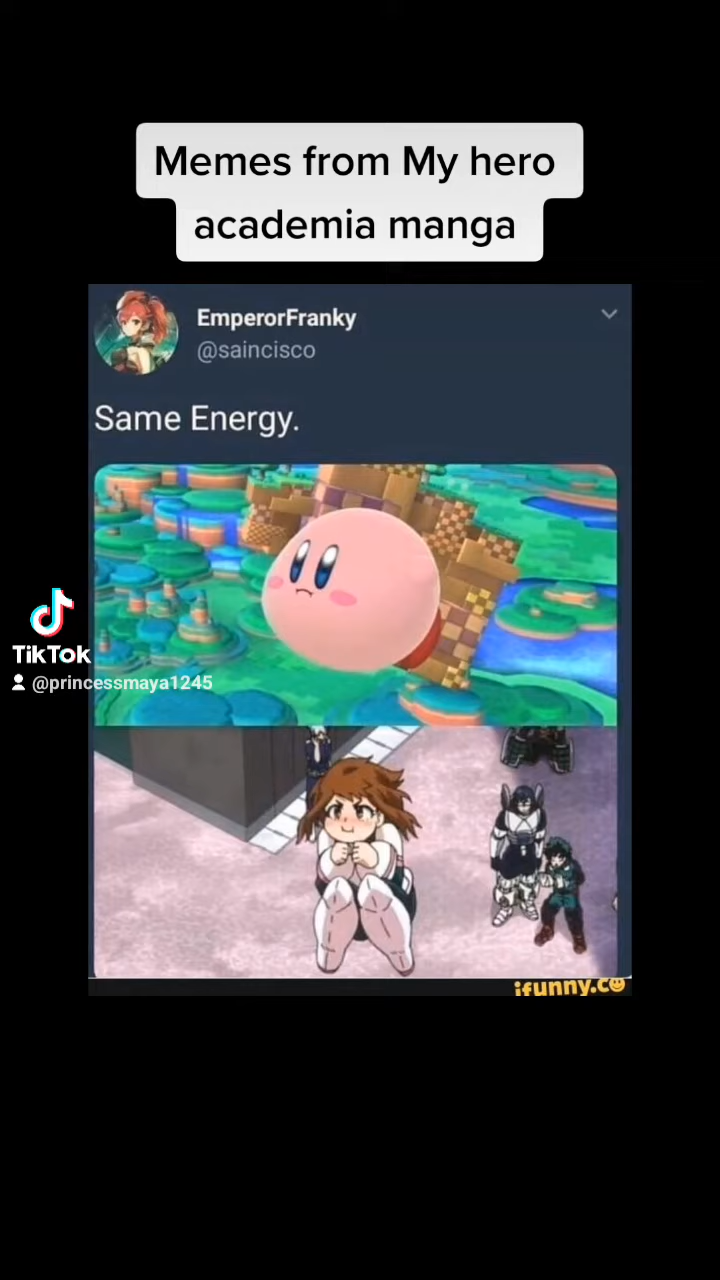 Memes from My hero
academia manga
EmperorFranky
@saincisco
Same Energy.
TikTok
@princessmaya1245
ifunny.co